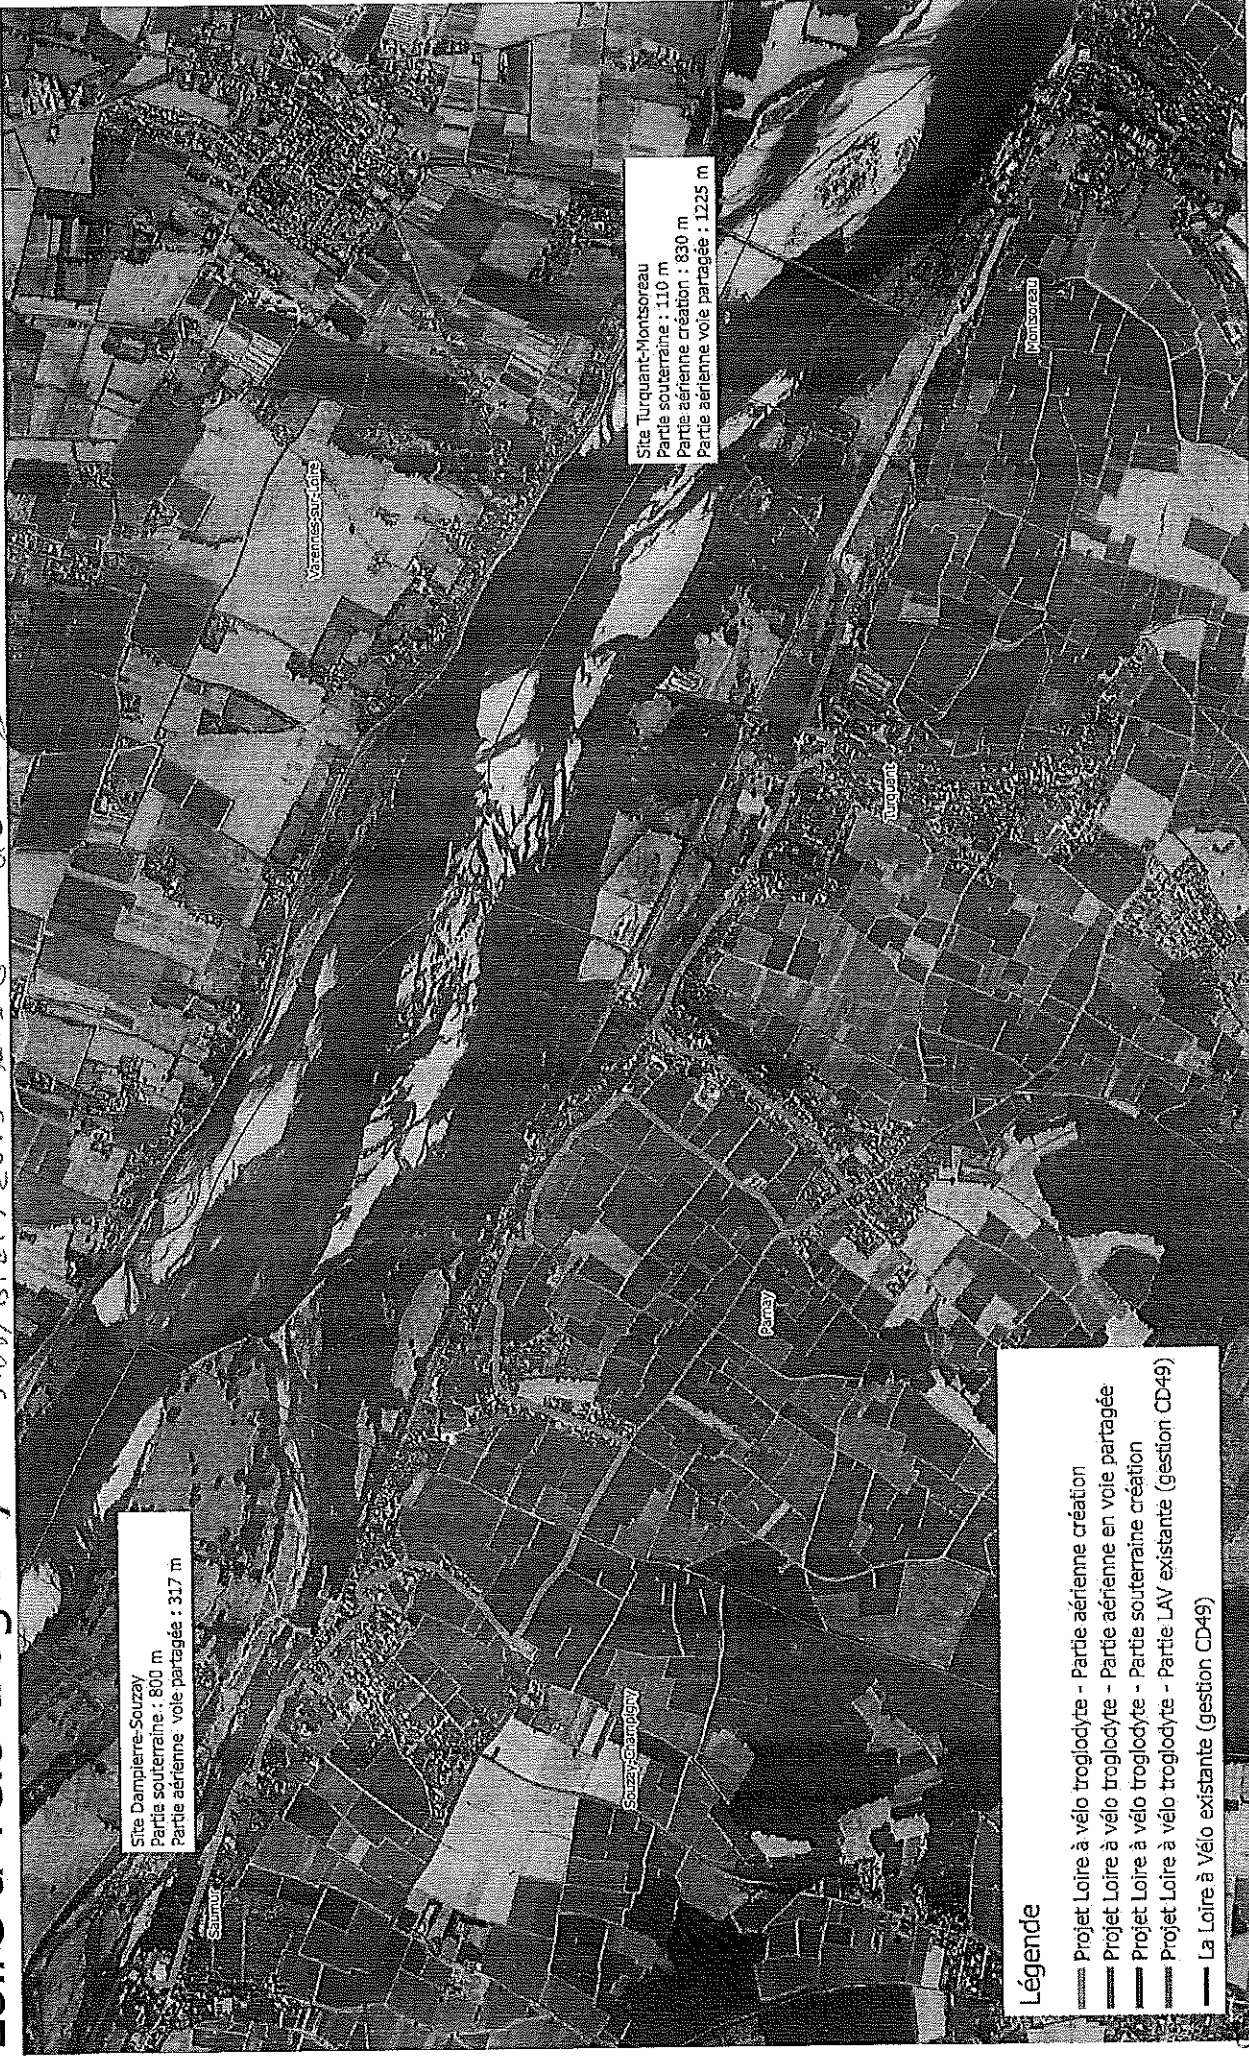 Site Dampierre-Souzay
Partie souterraine : 800 m
Partie aérienne voie partagée : 317 m
Site Turquant-Montsoreau
Partie souterraine : 110 m
Partie aérienne création : 830 m
Partie aérienne voie partagée : 1225 m
Varennes-sur-Loire
Saumur
Souzay-Champigny
Parnay
Turquant
Montsoreau
Légende
Projet Loire à vélo troglodyte - Partie aérienne création
Projet Loire à vélo troglodyte - Partie aérienne en voie partagée
Projet Loire à vélo troglodyte - Partie souterraine création
Projet Loire à vélo troglodyte - Partie LAV existante (gestion CD49)
La Loire à Vélo existante (gestion CD49)